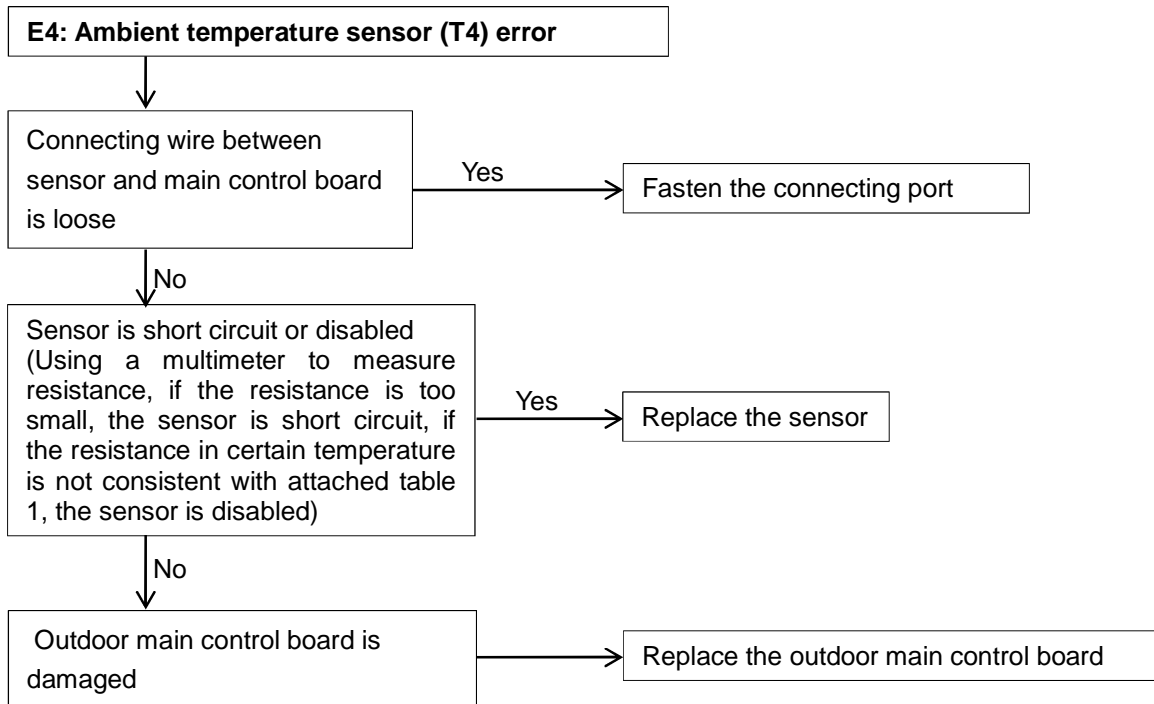 E4: Ambient temperature sensor (T4) error
Connecting wire between
sensor and main control board
is loose
Yes
Fasten the connecting port
No
Sensor is short circuit or disabled
(Using a multimeter to measure
resistance, if the resistance is too
small, the sensor is short circuit, if
the resistance in certain temperature
is not consistent with attached table
1, the sensor is disabled)
Yes
Replace the sensor
No
Outdoor main control board is
damaged
Replace the outdoor main control board